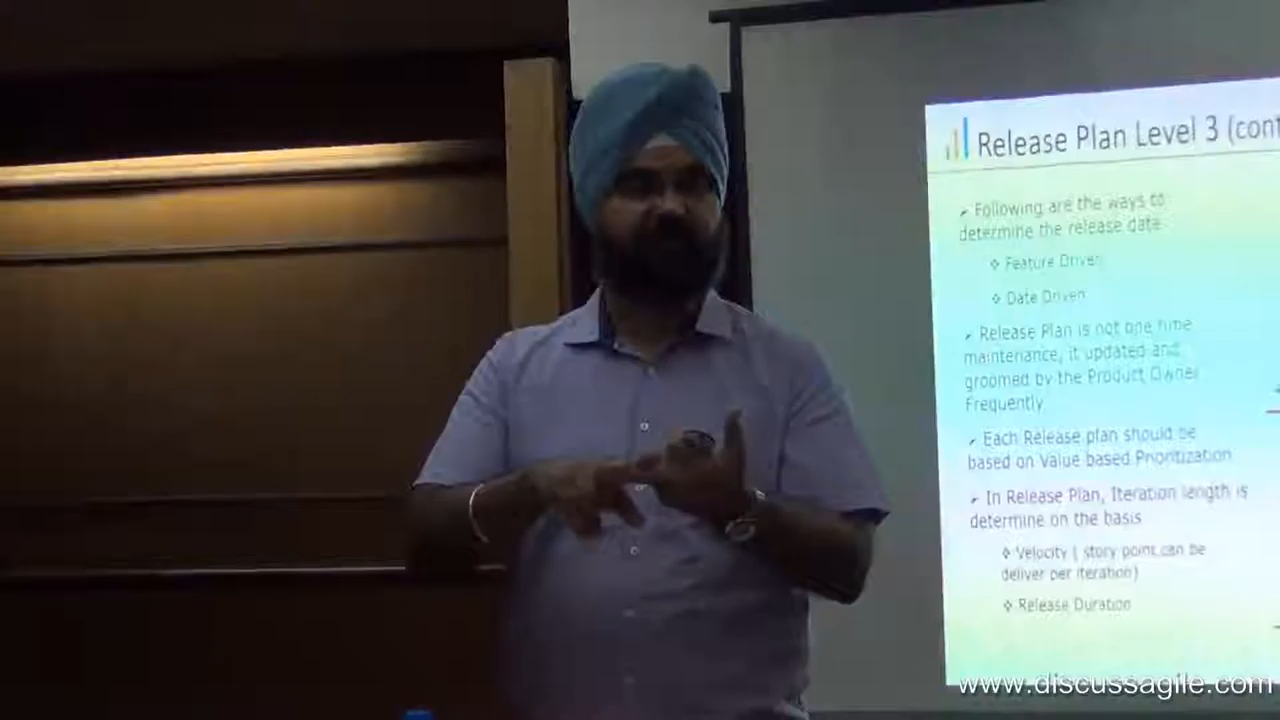 Release Plan Level 3 (cont
Following are the ways to
determine the release date
Feature Driven
Date Driven
Release Plan is not one time
maintenance, it updated and
groomed by the Product Owner
Frequently
Each Release plan should be
based on Value based Prioritization
In Release Plan, Iteration length is
determine on the basis
Velocity ( story point can be
deliver per iteration)
Release Duration
www.discussagile.com